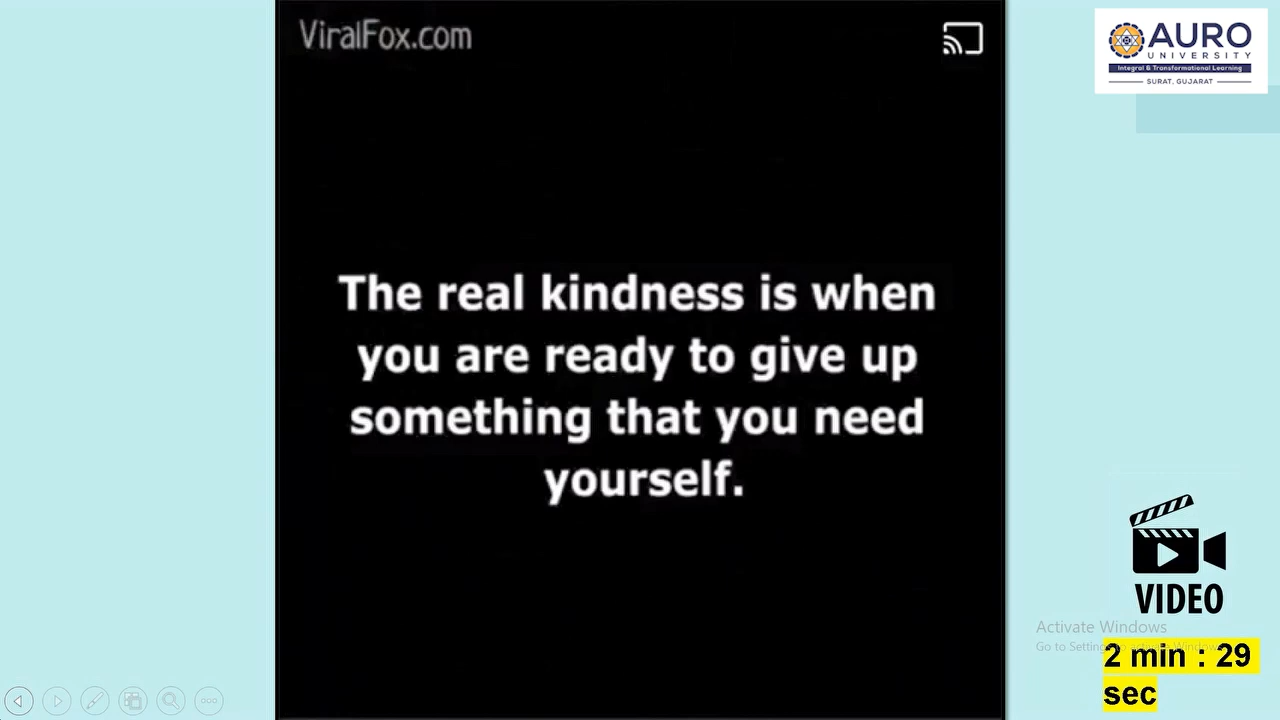 ViralFox.com
AURO
UNIVERSITY
Integral & Transformational Learning
SURAT, GUJARAT
The real kindness is when
you are ready to give up
something that you need
yourself.
VIDEO
Activate Windows
2 min : 29
sec